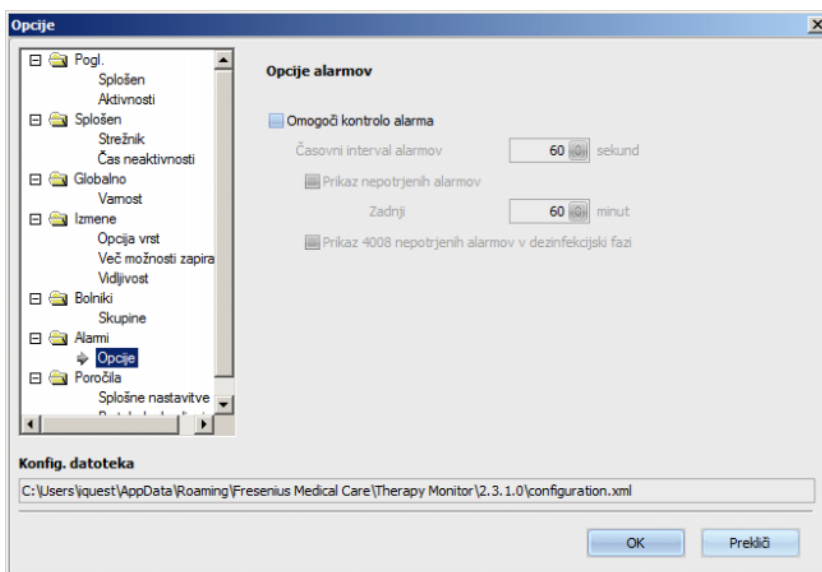 Opcije
Pogl.
Splošen
Aktivnosti
Splošen
Strežnik
Čas neaktivnosti
Globalno
Varnost
Izmene
Opcija vrst
Več možnosti zapira
Vidljivost
Bolniki
Skupine
Alarmi
Opcije
Poročila
Splošne nastavitve
Opcije alarmov
Omogoči kontrolo alarma
Časovni interval alarmov 60 sekund
Prikaz nepotrjenih alarmov
Zadnji 60 minut
Prikaz 4008 nepotrjenih alarmov v dezinfekcijski fazi
Konfig. datoteka
C:\Users\iquest\AppData\Roaming\Fresenius Medical Care\Therapy Monitor\2.3.1.0\configuration.xml
OK Prekliči